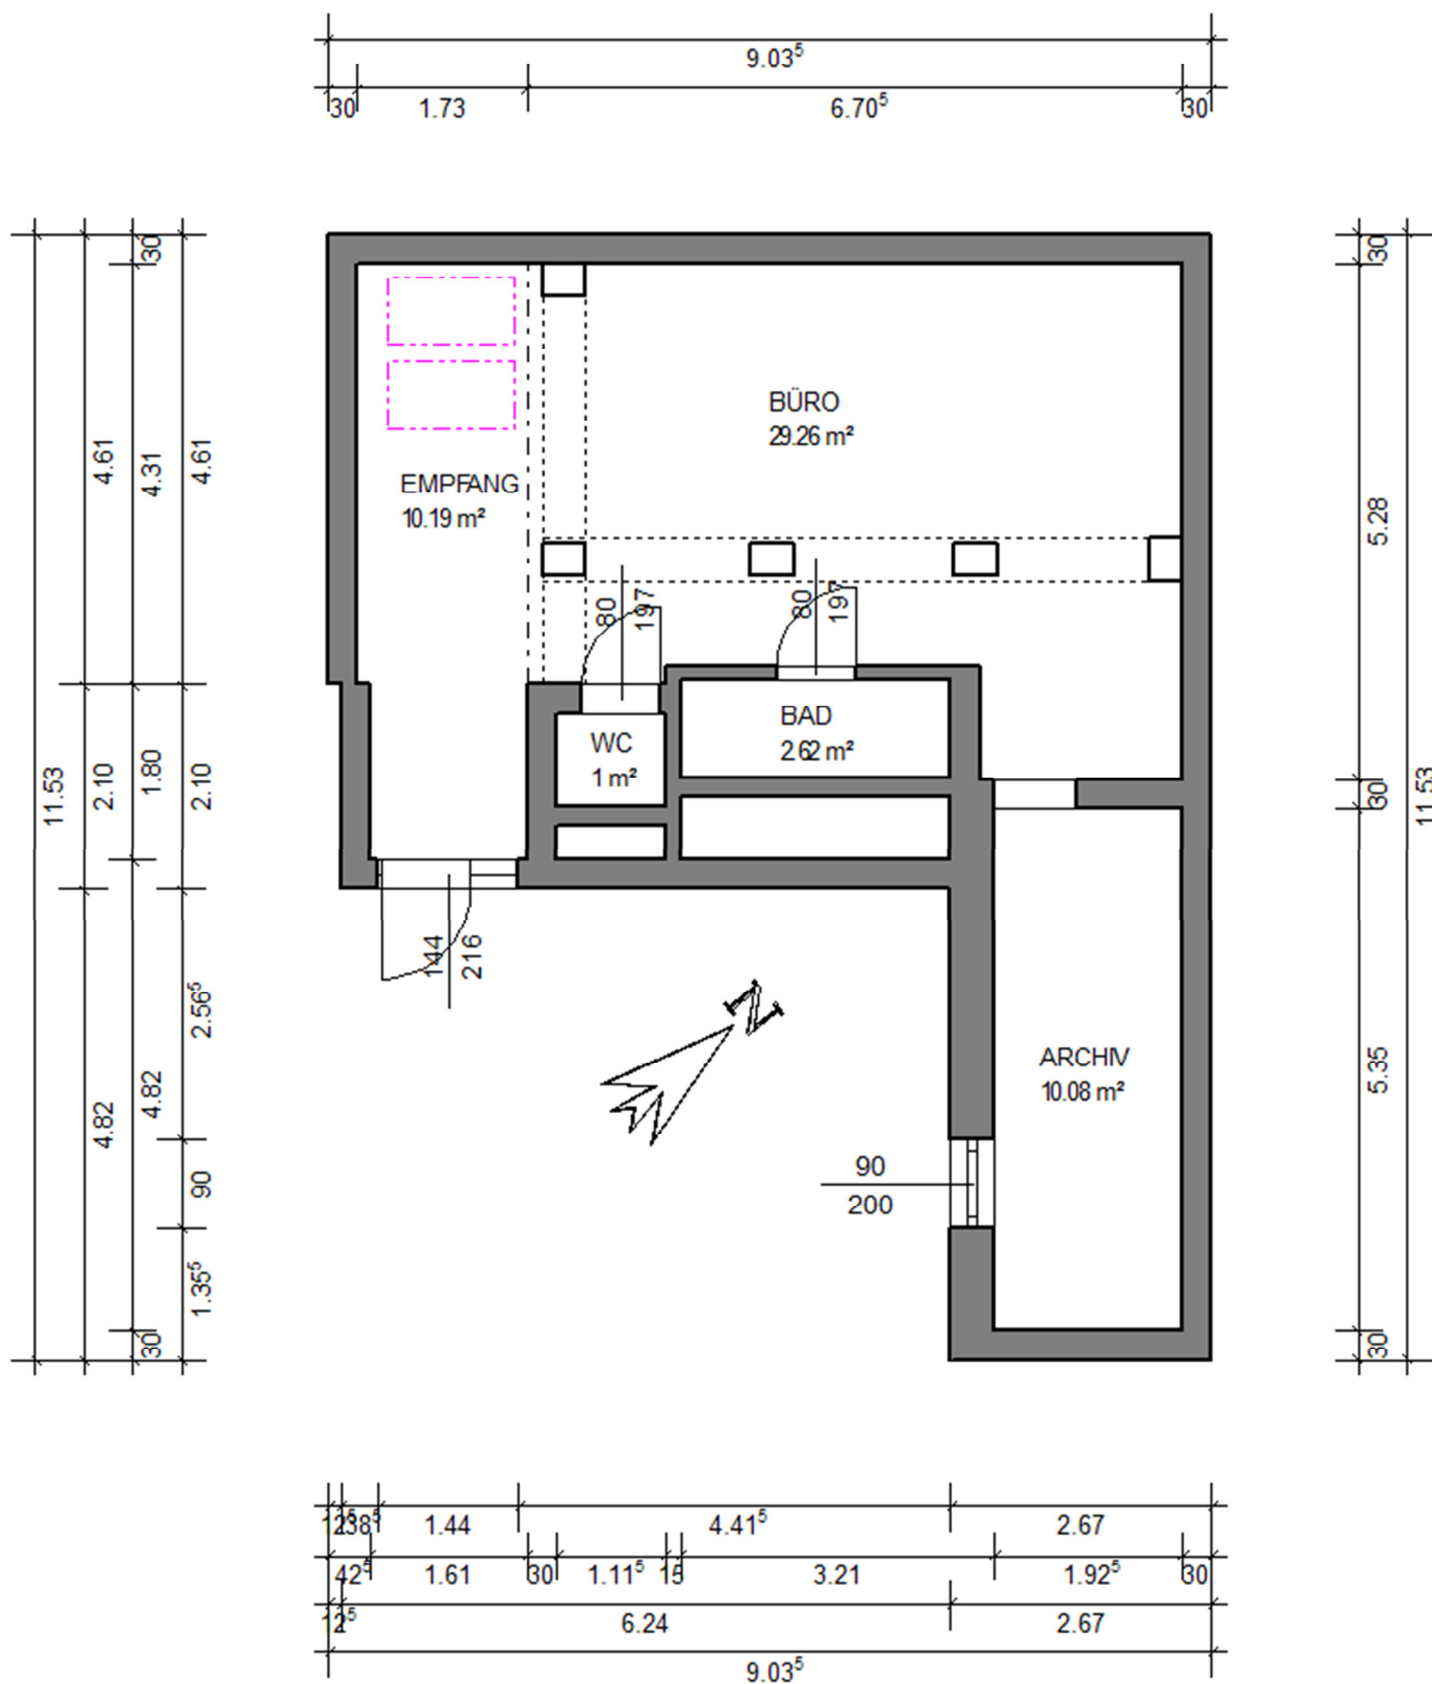 9.03⁵
30 1.73 6.70⁵ 30
30
4.61
4.31
4.61
11.53
2.10
1.80
2.10
2.56⁵
4.82
4.82
90
1.35⁵
30
BÜRO
29.26 m²
EMPFANG
10.19 m²
80
197
80
197
BAD
2.62 m²
WC
1 m²
144
216
N
ARCHIV
10.08 m²
90
200
30
5.28
30
11.53
5.35
30
12⁵ 38⁵ 1.44 4.41⁵ 2.67
42⁵ 1.61 30 1.11⁵ 15 3.21 1.92⁵ 30
12⁵ 6.24 2.67
9.03⁵